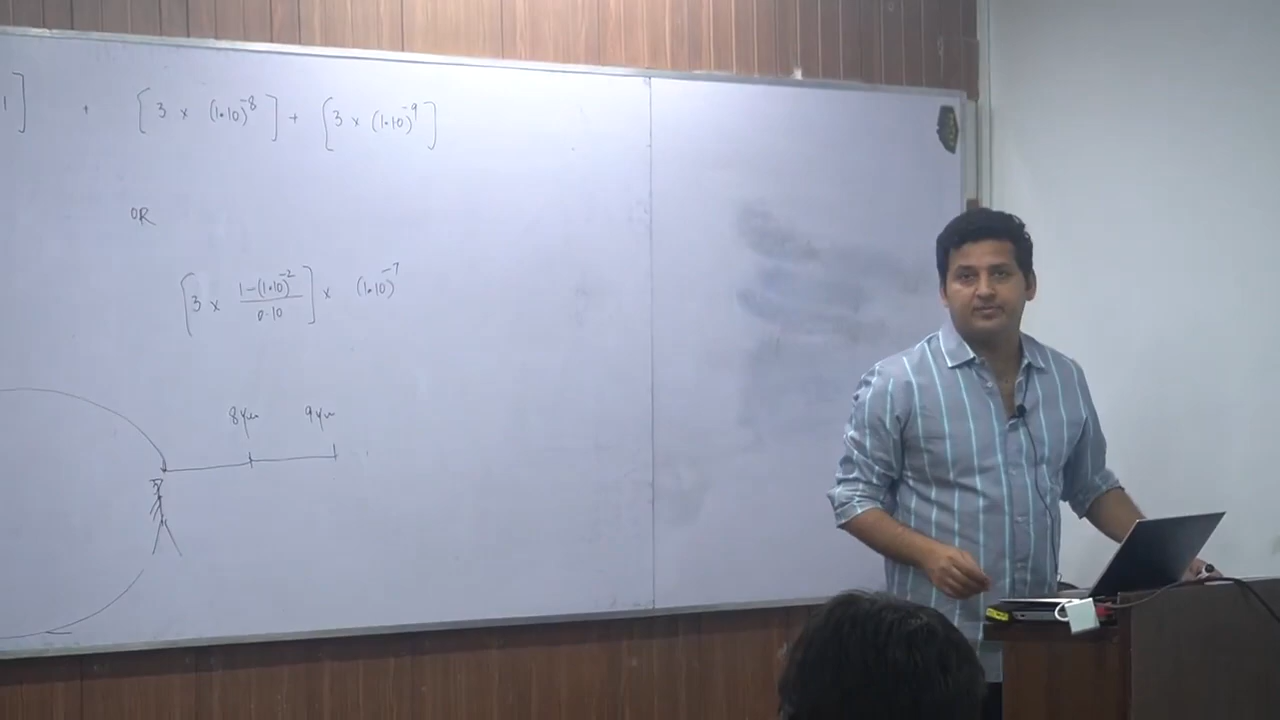 1 ] + [ 3 × (1.10)^-8 ] + [ 3 × (1.10)^-9 ]
OR
[ 3 × (1-(1.10)^-2)/0.10 ] × (1.10)^-7
8yr 9yr